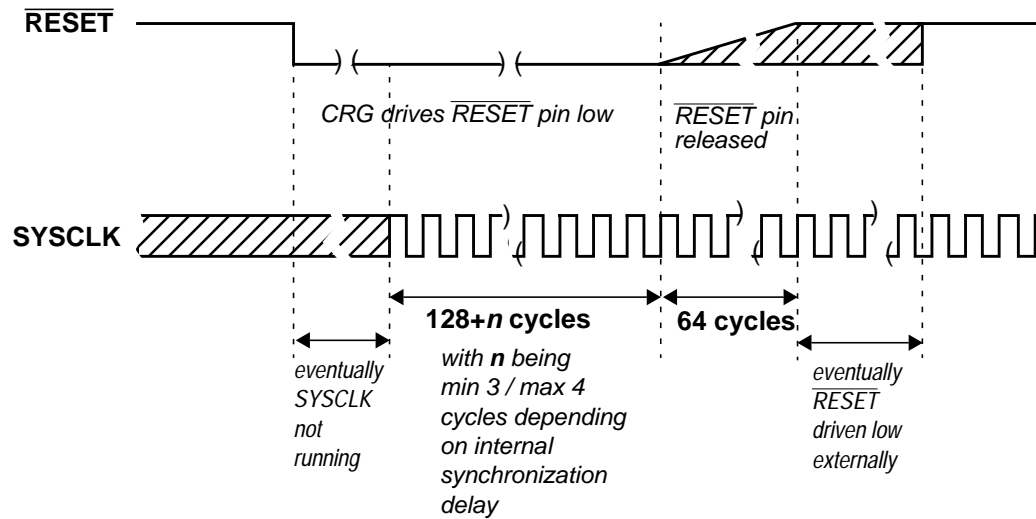 RESET
CRG drives RESET pin low
RESET pin
released
SYSCLK
128+n cycles
with n being
min 3 / max 4
cycles depending
on internal
synchronization
delay
64 cycles
eventually
SYSCLK
not
running
eventually
RESET
driven low
externally